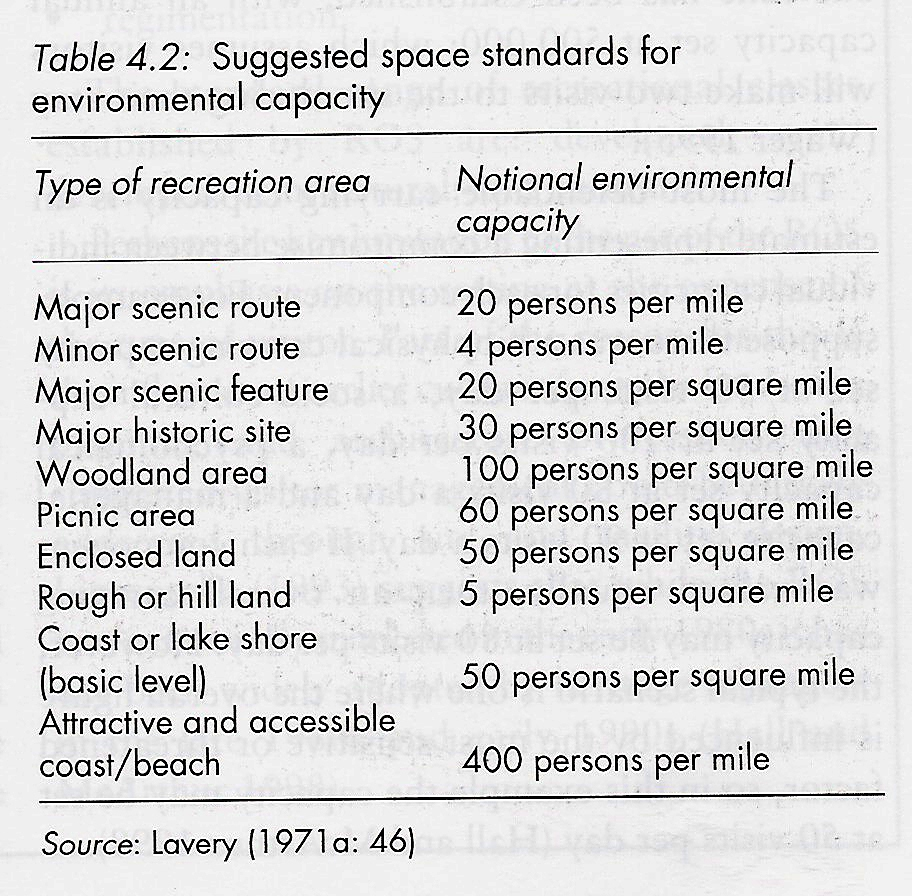 Table 4.2: Suggested space standards for
environmental capacity
Type of recreation area Notional environmental
capacity
Major scenic route 20 persons per mile
Minor scenic route 4 persons per mile
Major scenic feature 20 persons per square mile
Major historic site 30 persons per square mile
Woodland area 100 persons per square mile
Picnic area 60 persons per square mile
Enclosed land 50 persons per square mile
Rough or hill land 5 persons per square mile
Coast or lake shore
(basic level) 50 persons per square mile
Attractive and accessible
coast/beach 400 persons per mile
Source: Lavery (1971a: 46)